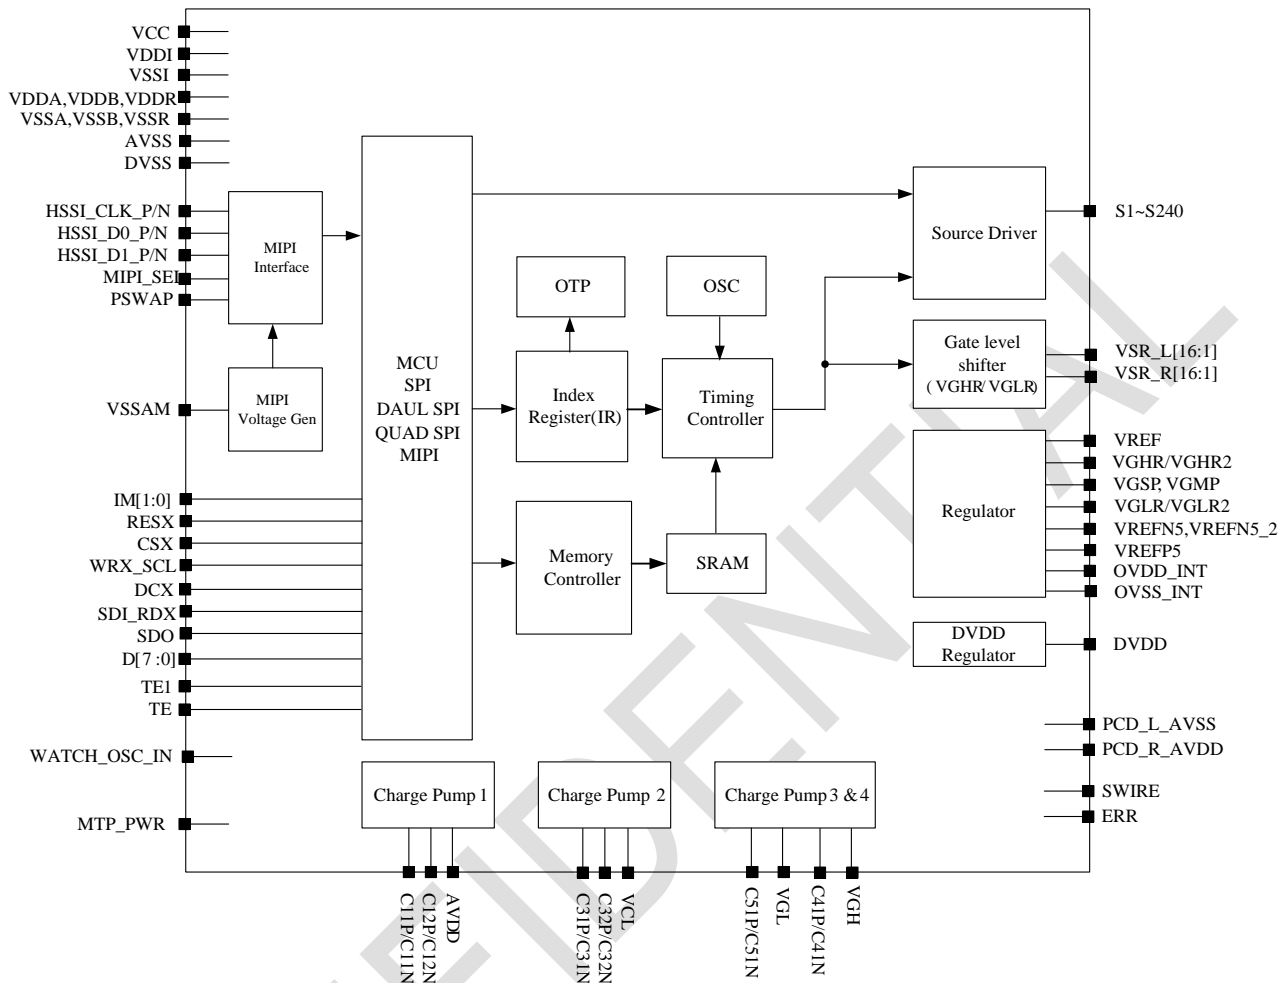 VCC
VDDI
VSSI
VDDA,VDDB,VDDR
VSSA,VSSB,VSSR
AVSS
DVSS
HSSI_CLK_P/N
HSSI_D0_P/N
HSSI_D1_P/N
MIPI_SEL
PSWAP
VSSAM
IM[1:0]
RESX
CSX
WRX_SCL
DCX
SDI_RDX
SDO
D[7:0]
TE1
TE
WATCH_OSC_IN
MTP_PWR
MIPI
Interface
MIPI
Voltage Gen
MCU
SPI
DAUL SPI
QUAD SPI
MIPI
OTP
OSC
Index
Register(IR)
Timing
Controller
Memory
Controller
SRAM
Source Driver
Gate level
shifter
(VGHR/VGLR)
Regulator
DVDD
Regulator
S1~S240
VSR_L[16:1]
VSR_R[16:1]
VREF
VGHR/VGHR2
VGSP,VGMP
VGLR/VGLR2
VREFN5,VREFN5_2
VREFP5
OVDD_INT
OVSS_INT
DVDD
PCD_L_AVSS
PCD_R_AVDD
SWIRE
ERR
Charge Pump 1
Charge Pump 2
Charge Pump 3 & 4
C11P/C11N
C12P/C12N
AVDD
C31P/C31N
C32P/C32N
VCL
C51P/C51N
VGL
C41P/C41N
VGH
FIDENTIAL